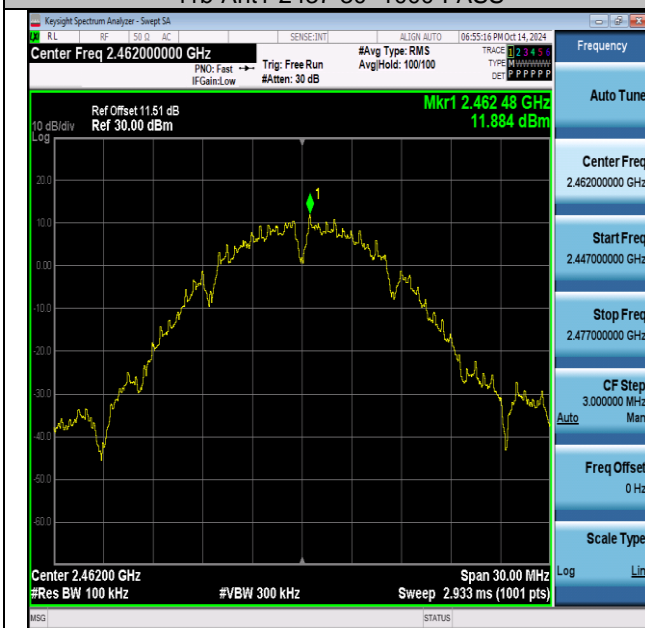 Keysight Spectrum Analyzer - Swept SA
RL RF 50 Ω AC SENSE:INT ALIGN AUTO 06:55:16 PM Oct 14, 2024
Center Freq 2.462000000 GHz
PNO: Fast
IFGain:Low
Trig: Free Run
#Atten: 30 dB
#Avg Type: RMS
Avg|Hold: 100/100
TRACE 1 2 3 4 5 6
TYPE M
DET P P P P P P
Ref Offset 11.51 dB
10 dB/div Ref 30.00 dBm
Log
Mkr1 2.462 48 GHz
11.884 dBm
1
20.0
10.0
0.00
-10.0
-20.0
-30.0
-40.0
-50.0
-60.0
Center 2.46200 GHz
Span 30.00 MHz
#Res BW 100 kHz
#VBW 300 kHz
Sweep 2.933 ms (1001 pts)
MSG
STATUS
Frequency
Auto Tune
Center Freq
2.462000000 GHz
Start Freq
2.447000000 GHz
Stop Freq
2.477000000 GHz
CF Step
3.000000 MHz
Auto Man
Freq Offset
0 Hz
Scale Type
Log Lin